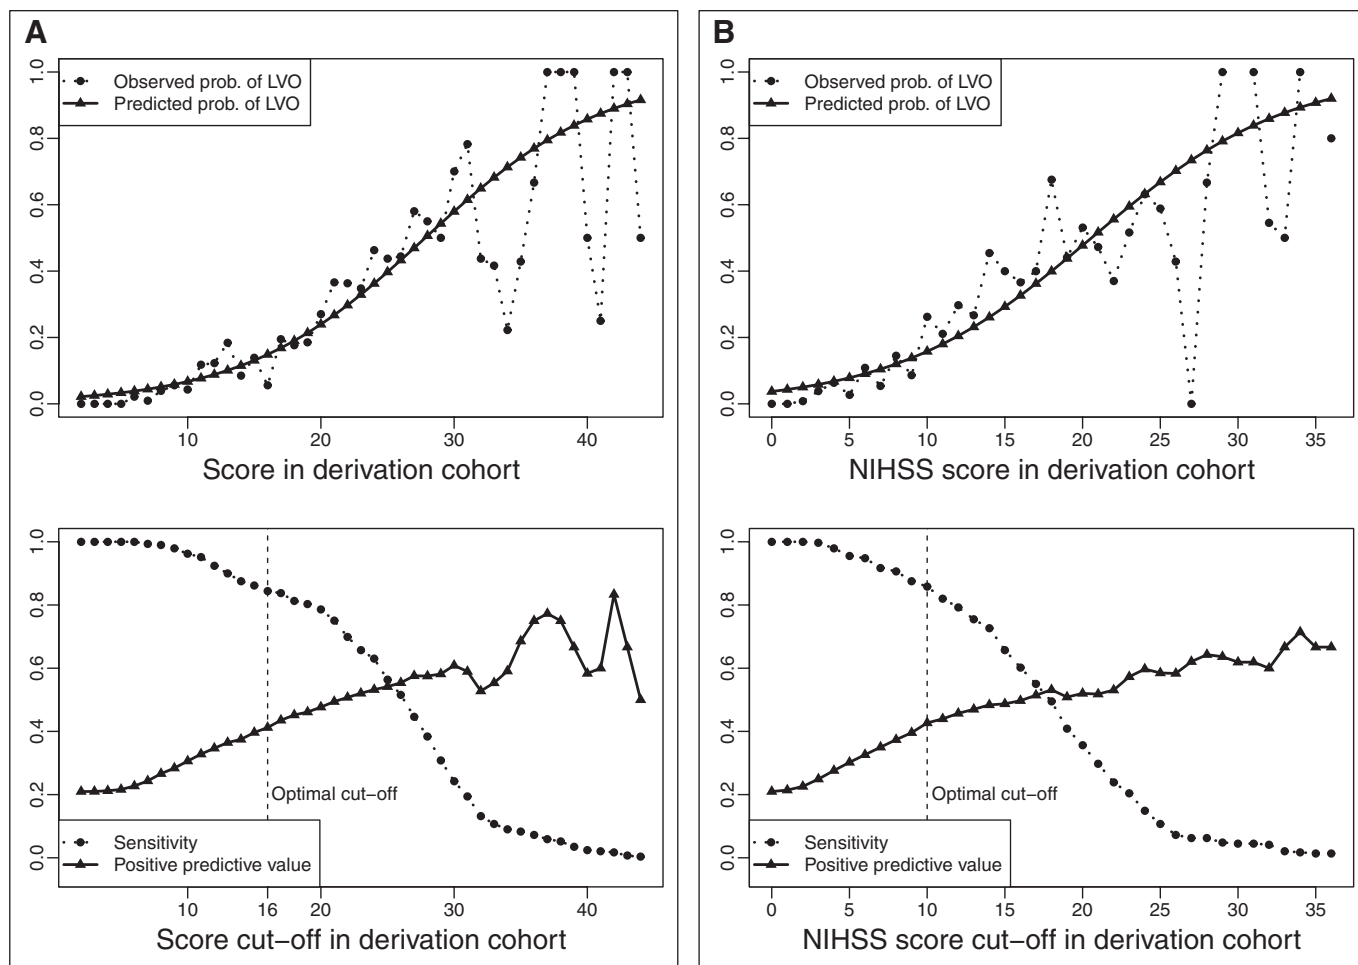 A
Observed prob. of LVO
Predicted prob. of LVO
0.0 0.2 0.4 0.6 0.8 1.0
10 20 30 40
Score in derivation cohort
Optimal cut−off
Sensitivity
Positive predictive value
0.0 0.2 0.4 0.6 0.8 1.0
10 16 20 30 40
Score cut−off in derivation cohort
B
Observed prob. of LVO
Predicted prob. of LVO
0.0 0.2 0.4 0.6 0.8 1.0
0 5 10 15 20 25 30 35
NIHSS score in derivation cohort
Optimal cut−off
Sensitivity
Positive predictive value
0.0 0.2 0.4 0.6 0.8 1.0
0 5 10 15 20 25 30 35
NIHSS score cut−off in derivation cohort